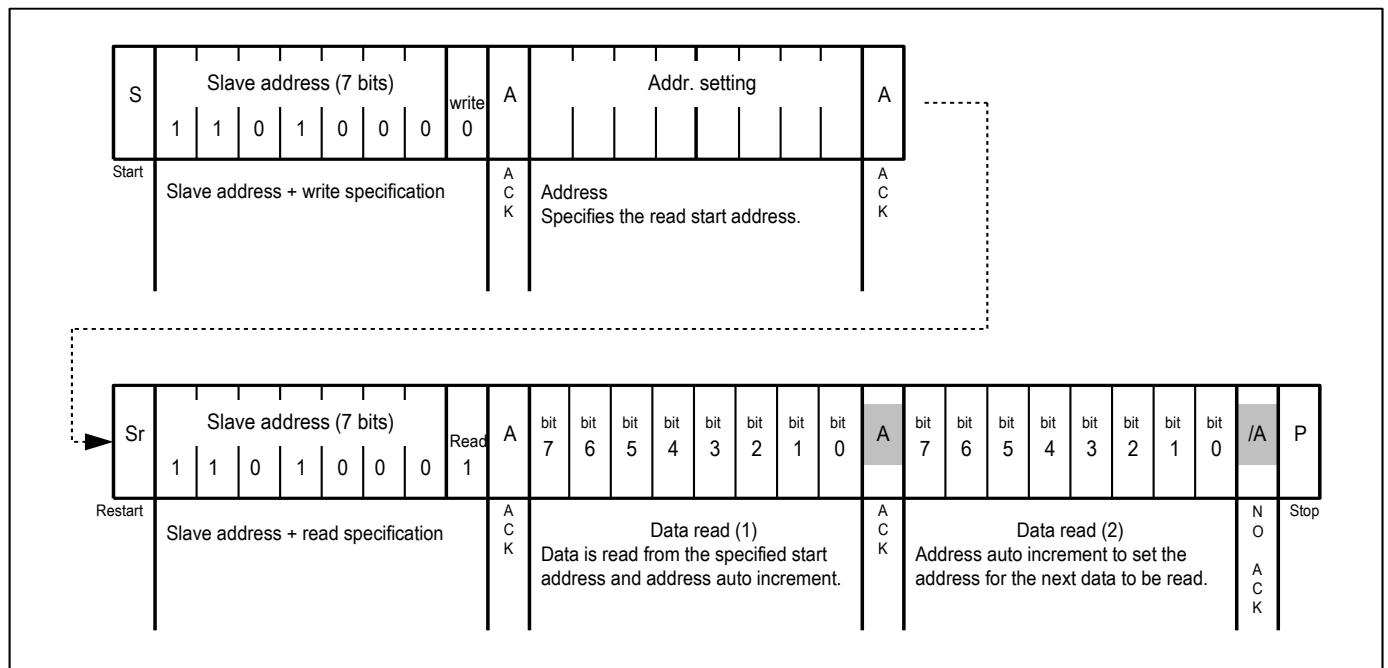 S Slave address (7 bits) write A Addr. setting A
1 1 0 1 0 0 0 0
Start
Slave address + write specification
A C K
Address
Specifies the read start address.
A C K
Sr Slave address (7 bits) Read A bit 7 bit 6 bit 5 bit 4 bit 3 bit 2 bit 1 bit 0 A bit 7 bit 6 bit 5 bit 4 bit 3 bit 2 bit 1 bit 0 /A P
1 1 0 1 0 0 0 1
Restart
Slave address + read specification
A C K
Data read (1)
Data is read from the specified start
address and address auto increment.
A C K
Data read (2)
Address auto increment to set the
address for the next data to be read.
N O A C K
Stop